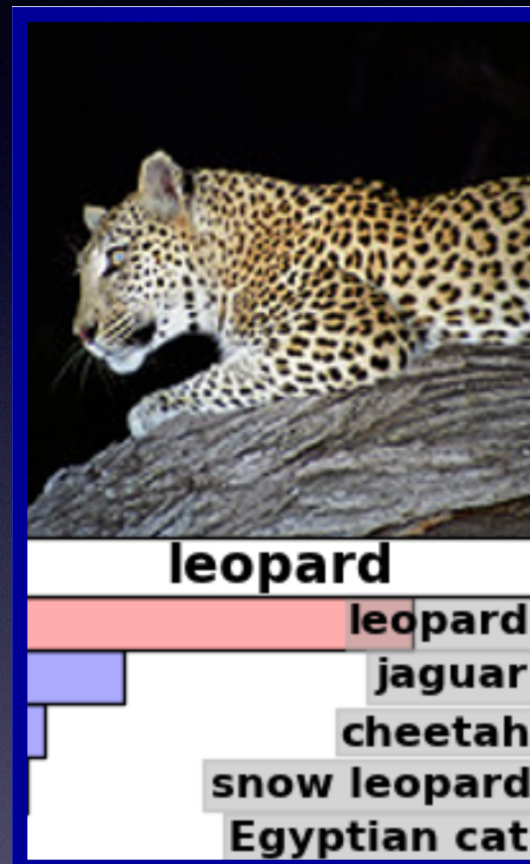 leopard
leopard
jaguar
cheetah
snow leopard
Egyptian cat